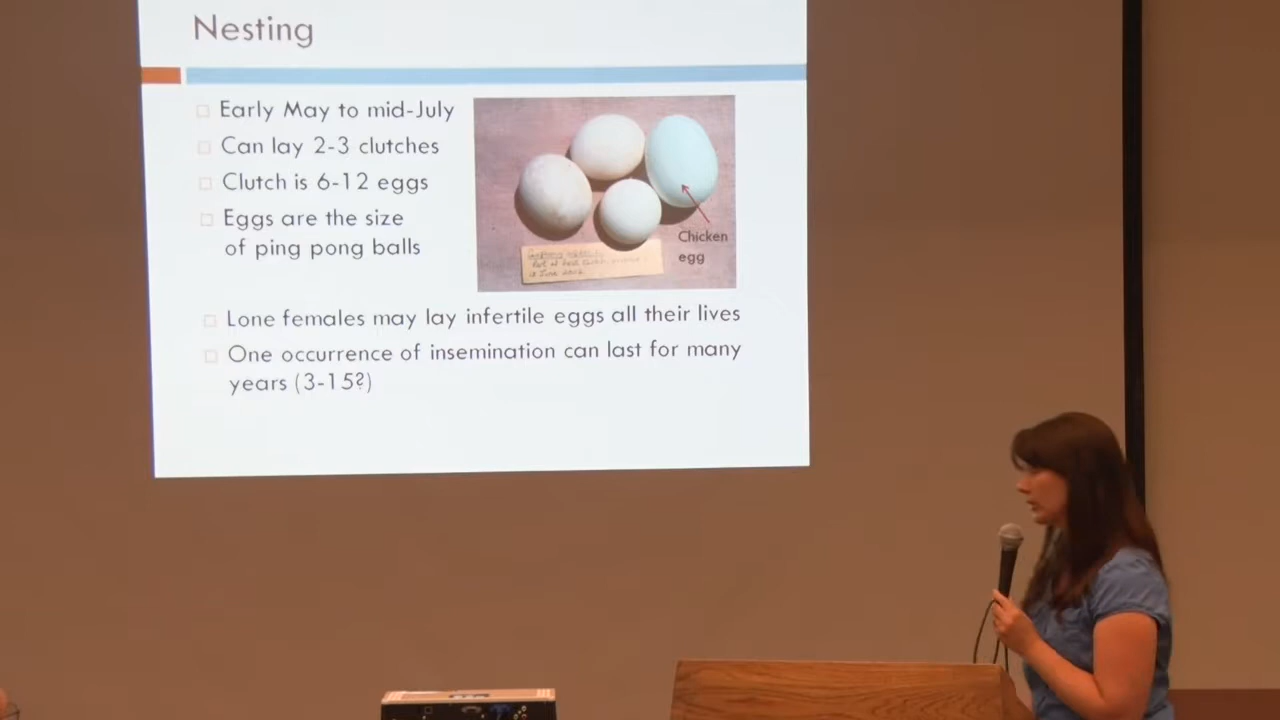 Nesting
Early May to mid-July
Can lay 2-3 clutches
Clutch is 6-12 eggs
Eggs are the size
of ping pong balls
Chicken
egg
Lone females may lay infertile eggs all their lives
One occurrence of insemination can last for many
years (3-15?)